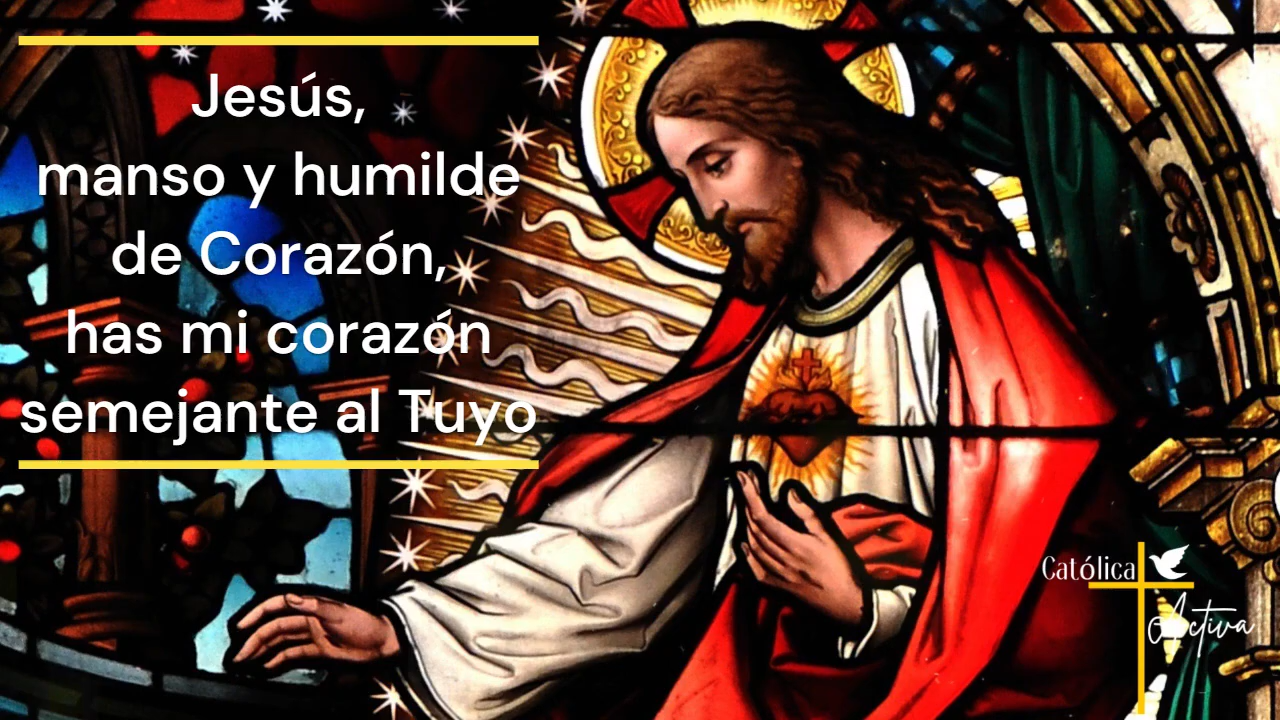 Jesús,
manso y humilde
de Corazón,
has mi corazón
semejante al Tuyo
Católica
Activa